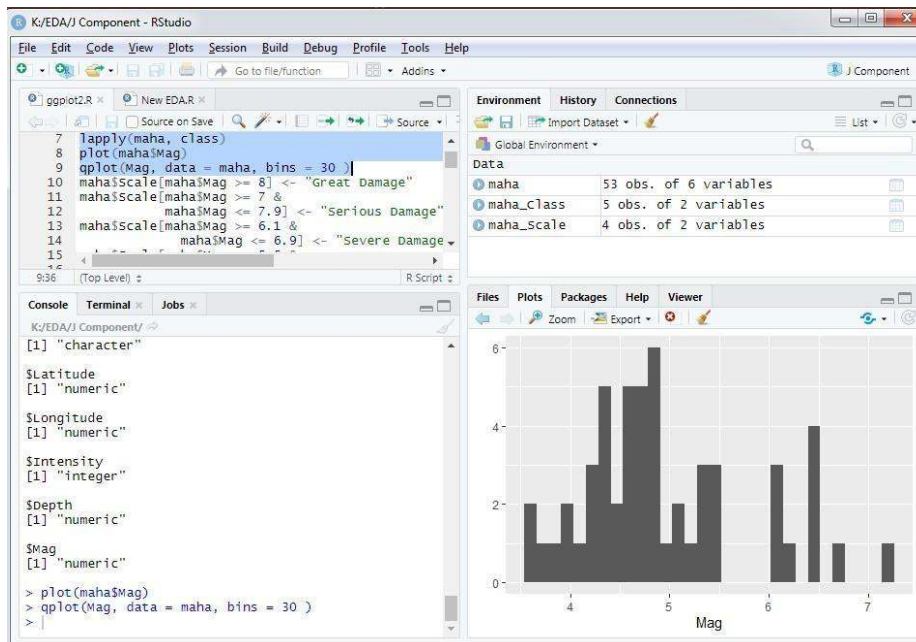 K:/EDA/J Component - RStudio
File Edit Code View Plots Session Build Debug Profile Tools Help
Go to file/function Addins J Component
ggplot2.R New EDA.R
Source on Save Source
7 lapply(maha, class)
8 plot(maha$Mag)
9 qplot(Mag, data = maha, bins = 30 )
10 maha$Scale[maha$Mag >= 8] <- "Great Damage"
11 maha$Scale[maha$Mag >= 7 &
12 maha$Mag <= 7.9] <- "Serious Damage"
13 maha$Scale[maha$Mag >= 6.1 &
14 maha$Mag <= 6.9] <- "Severe Damage
15
9:36 (Top Level) R Script
Console Terminal Jobs
K:/EDA/J Component/
[1] "character"
$Latitude
[1] "numeric"
$Longitude
[1] "numeric"
$Intensity
[1] "integer"
$Depth
[1] "numeric"
$Mag
[1] "numeric"
> plot(maha$Mag)
> qplot(Mag, data = maha, bins = 30 )
>
Environment History Connections
Import Dataset List
Global Environment
Data
maha 53 obs. of 6 variables
maha_Class 5 obs. of 2 variables
maha_Scale 4 obs. of 2 variables
Files Plots Packages Help Viewer
Zoom Export
6
4
2
0
4 5 6 7
Mag